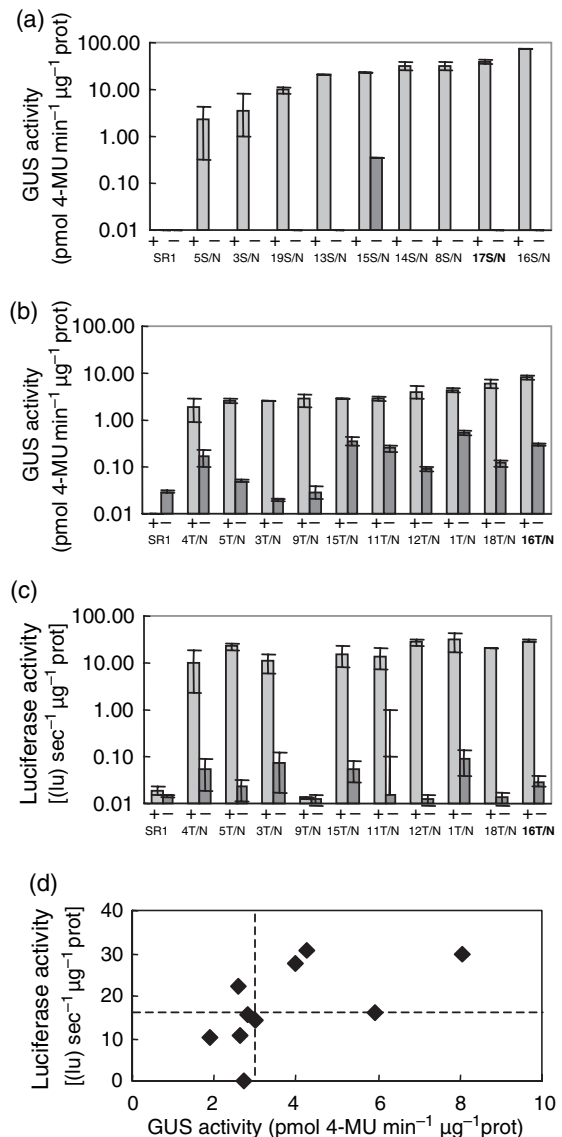 (a)
GUS activity
(pmol 4-MU min⁻¹ µg⁻¹ prot)
100.00
10.00
1.00
0.10
0.01
+ − + − + − + − + − + − + − + − + − + −
SR1 5S/N 3S/N 19S/N 13S/N 15S/N 14S/N 8S/N 17S/N 16S/N
(b)
GUS activity
(pmol 4-MU min⁻¹ µg⁻¹ prot)
100.00
10.00
1.00
0.10
0.01
+ − + − + − + − + − + − + − + − + − + −
SR1 4T/N 5T/N 3T/N 9T/N 15T/N 11T/N 12T/N 1T/N 18T/N 16T/N
(c)
Luciferase activity
[(lu) sec⁻¹ µg⁻¹ prot]
100.00
10.00
1.00
0.10
0.01
+ − + − + − + − + − + − + − + − + − + − + −
SR1 4T/N 5T/N 3T/N 9T/N 15T/N 11T/N 12T/N 1T/N 18T/N 16T/N
(d)
Luciferase activity
[(lu) sec⁻¹ µg⁻¹ prot]
40
30
20
10
0
0 2 4 6 8 10
GUS activity (pmol 4-MU min⁻¹ µg⁻¹prot)